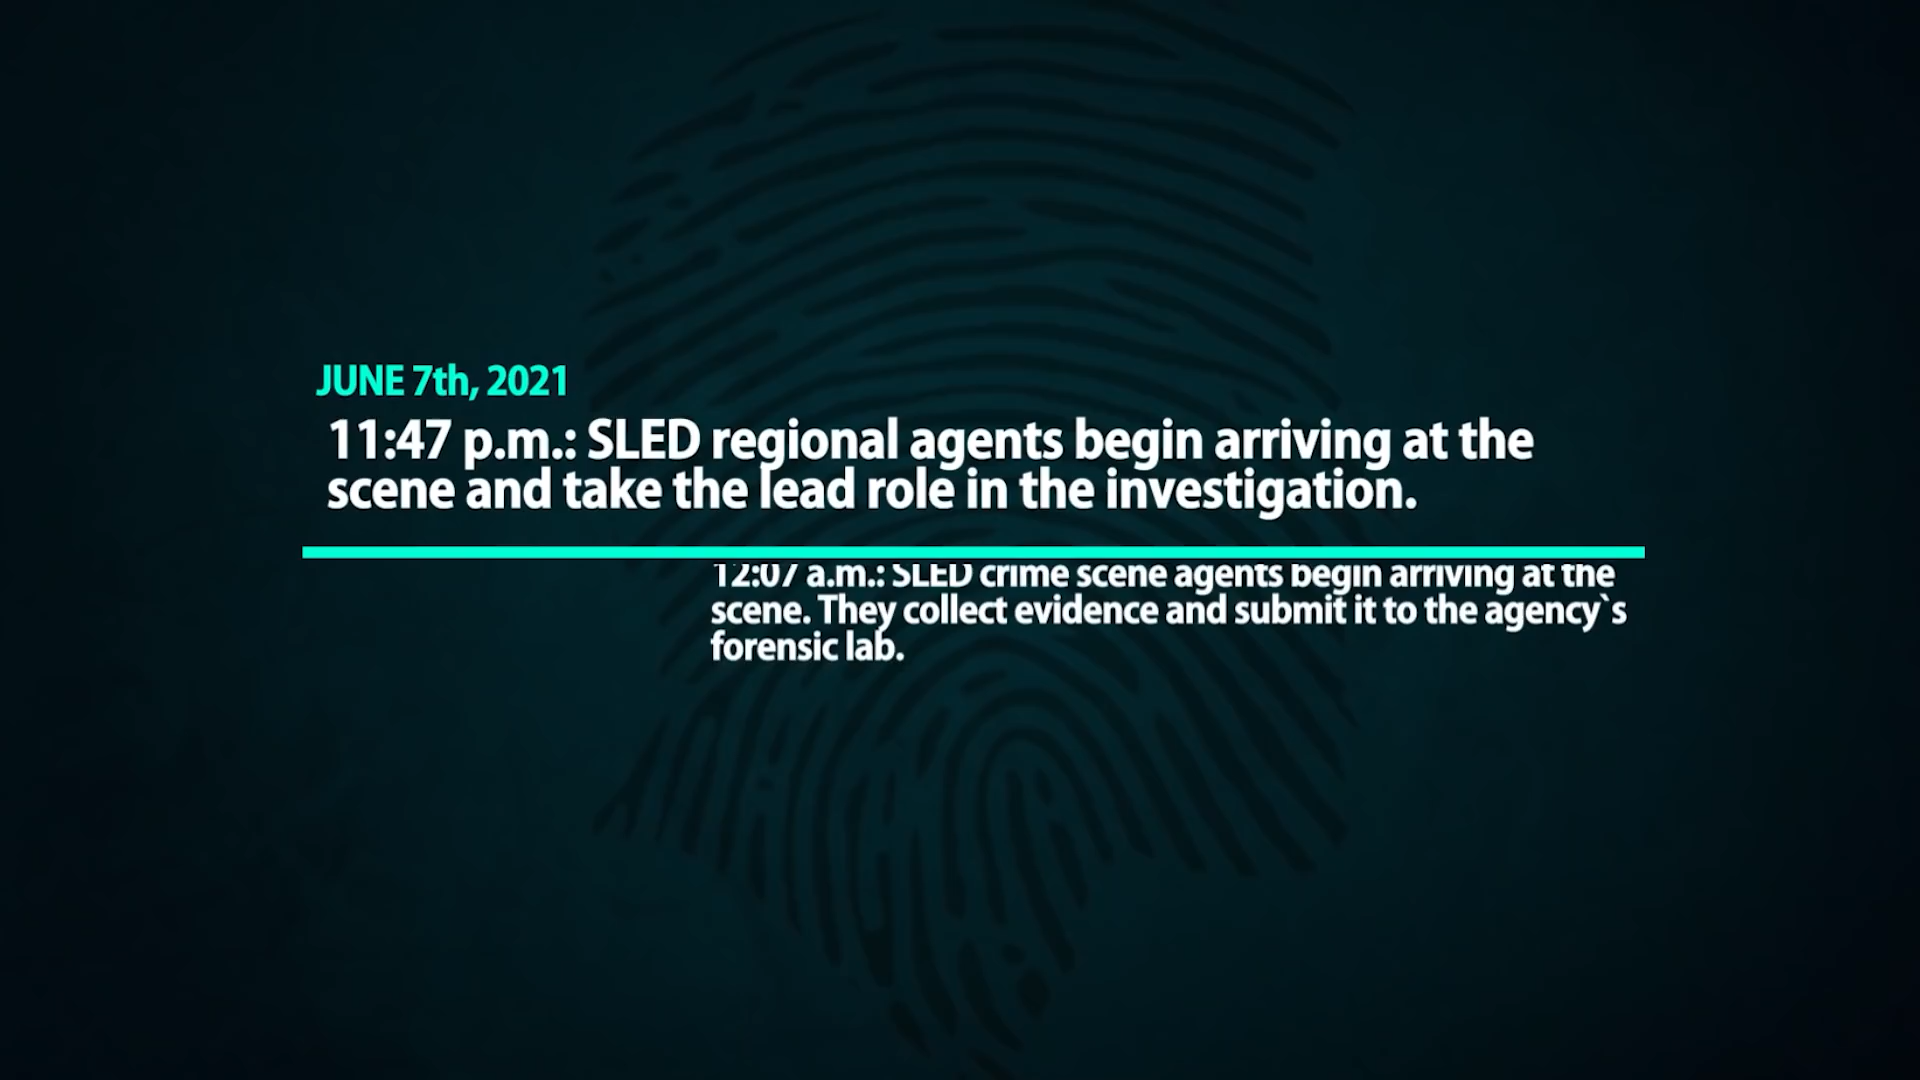 JUNE 7th, 2021
11:47 p.m.: SLED regional agents begin arriving at the
scene and take the lead role in the investigation.
12:07 a.m.: SLED crime scene agents begin arriving at the
scene. They collect evidence and submit it to the agency`s
forensic lab.